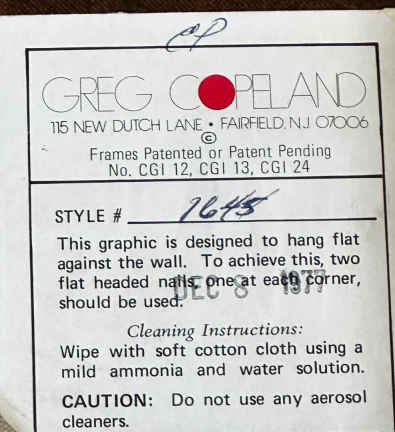 CP
GREG COPELAND
115 NEW DUTCH LANE • FAIRFIELD, N.J. 07006
©
Frames Patented or Patent Pending
No. CGI 12, CGI 13, CGI 24
STYLE # 1645
This graphic is designed to hang flat
against the wall. To achieve this, two
flat headed nails, one at each corner,
should be used.
DEC 8 1977
Cleaning Instructions:
Wipe with soft cotton cloth using a
mild ammonia and water solution.
CAUTION: Do not use any aerosol
cleaners.